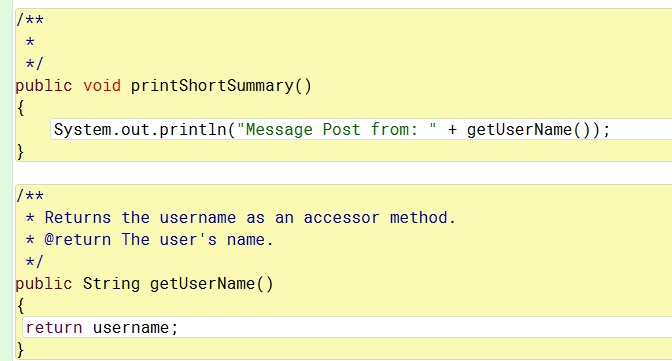 /**
 *
 */
public void printShortSummary()
{
    System.out.println("Message Post from: " + getUserName());
}
/**
 * Returns the username as an accessor method.
 * @return The user's name.
 */
public String getUserName()
{
 return username;
}